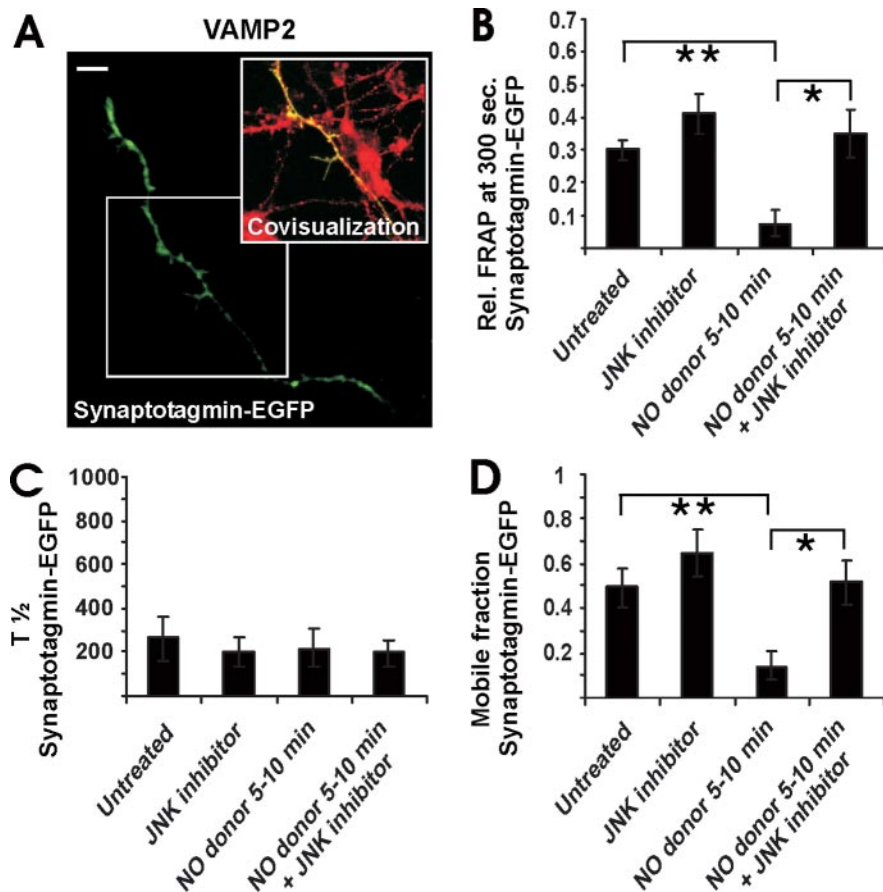 A
VAMP2
Covisualization
Synaptotagmin-EGFP
B
Rel. FRAP at 300 sec.
Synaptotagmin-EGFP
0.7
0.6
0.5
0.4
0.3
0.2
0.1
**
*
Untreated
JNK inhibitor
NO donor 5-10 min
NO donor 5-10 min
+ JNK inhibitor
C
T ½
Synaptotagmin-EGFP
1000
800
600
400
200
Untreated
JNK inhibitor
NO donor 5-10 min
NO donor 5-10 min
+ JNK inhibitor
D
Mobile fraction
Synaptotagmin-EGFP
1
0.8
0.6
0.4
0.2
**
*
Untreated
JNK inhibitor
NO donor 5-10 min
NO donor 5-10 min
+ JNK inhibitor